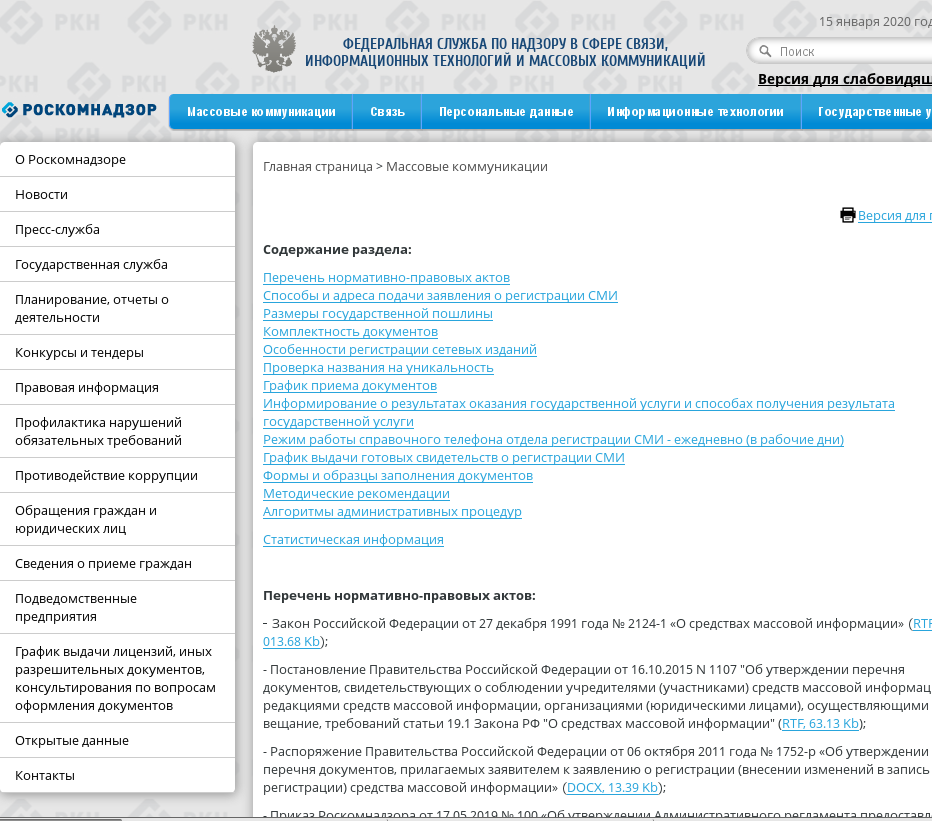 15 января 2020
ФЕДЕРАЛЬНАЯ СЛУЖБА ПО НАДЗОРУ В СФЕРЕ СВЯЗИ,
ИНФОРМАЦИОННЫХ ТЕХНОЛОГИЙ И МАССОВЫХ КОММУНИКАЦИЙ
Поиск
Версия для
РОСКОМНАДЗОР
Массовые коммуникации
Связь
Персональные данные
Информационные технологии
Государственные
О Роскомнадзоре
Новости
Пресс-служба
Государственная служба
Планирование, отчеты о
деятельности
Конкурсы и тендеры
Правовая информация
Профилактика нарушений
обязательных требований
Противодействие коррупции
Обращения граждан и
юридических лиц
Сведения о приеме граждан
Подведомственные
предприятия
График выдачи лицензий, иных
разрешительных документов,
консультирования по вопросам
оформления документов
Открытые данные
Контакты
Главная страница > Массовые коммуникации
Версия для
Содержание раздела:
Перечень нормативно-правовых актов
Способы и адреса подачи заявления о регистрации СМИ
Размеры государственной пошлины
Комплектность документов
Особенности регистрации сетевых изданий
Проверка названия на уникальность
График приема документов
Информирование о результатах оказания государственной услуги и способах получения результата
государственной услуги
Режим работы справочного телефона отдела регистрации СМИ - ежедневно (в рабочие дни)
График выдачи готовых свидетельств о регистрации СМИ
Формы и образцы заполнения документов
Методические рекомендации
Алгоритмы административных процедур
Статистическая информация
Перечень нормативно-правовых актов:
- Закон Российской Федерации от 27 декабря 1991 года № 2124-1 «О средствах массовой информации» (RTF
013.68 Kb);
- Постановление Правительства Российской Федерации от 16.10.2015 N 1107 "Об утверждении перечня
документов, свидетельствующих о соблюдении учредителями (участниками) средств массовой
редакциями средств массовой информации, организациями (юридическими лицами), осуществляющими
вещание, требований статьи 19.1 Закона РФ "О средствах массовой информации" (RTF, 63.13 Kb);
- Распоряжение Правительства Российской Федерации от 06 октября 2011 года № 1752-р «Об утверждении
перечня документов, прилагаемых заявителем к заявлению о регистрации (внесении изменений в запись
регистрации) средства массовой информации» (DOCX, 13.39 Kb);
- Приказ Роскомнадзора от 17.05.2019 № 100 «Об утверждении Административного регламента